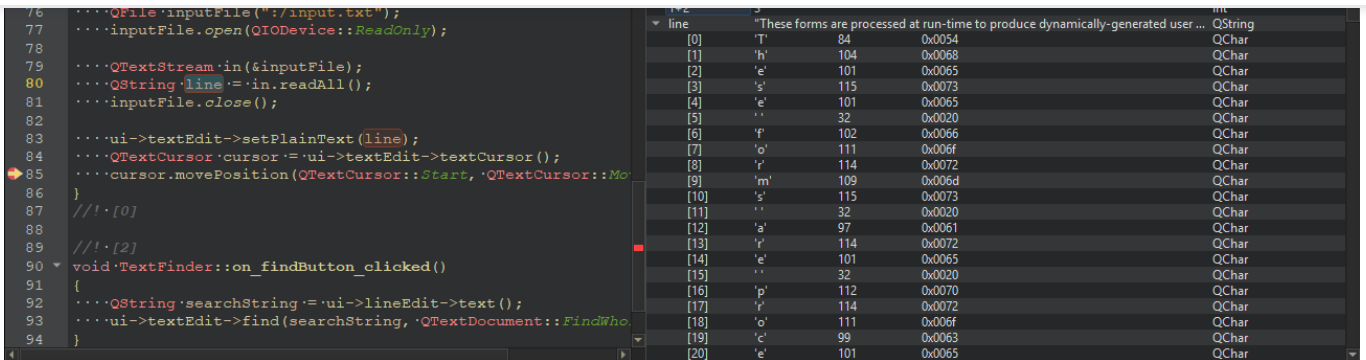 76 ····QFile·inputFile(":/input.txt");
77 ····inputFile.open(QIODevice::ReadOnly);
78
79 ····QTextStream·in(&inputFile);
80 ····QString·line·=·in.readAll();
81 ····inputFile.close();
82
83 ····ui->textEdit->setPlainText(line);
84 ····QTextCursor·cursor·=·ui->textEdit->textCursor();
85 ····cursor.movePosition(QTextCursor::Start,·QTextCursor::Mo
86 }
87 //!·[0]
88
89 //!·[2]
90 void·TextFinder::on_findButton_clicked()
91 {
92 ····QString·searchString·=·ui->lineEdit->text();
93 ····ui->textEdit->find(searchString,·QTextDocument::FindWho
94 }
1+2 3 int
line "These forms are processed at run-time to produce dynamically-generated user ... QString
[0] 'T' 84 0x0054 QChar
[1] 'h' 104 0x0068 QChar
[2] 'e' 101 0x0065 QChar
[3] 's' 115 0x0073 QChar
[4] 'e' 101 0x0065 QChar
[5] ' ' 32 0x0020 QChar
[6] 'f' 102 0x0066 QChar
[7] 'o' 111 0x006f QChar
[8] 'r' 114 0x0072 QChar
[9] 'm' 109 0x006d QChar
[10] 's' 115 0x0073 QChar
[11] ' ' 32 0x0020 QChar
[12] 'a' 97 0x0061 QChar
[13] 'r' 114 0x0072 QChar
[14] 'e' 101 0x0065 QChar
[15] ' ' 32 0x0020 QChar
[16] 'p' 112 0x0070 QChar
[17] 'r' 114 0x0072 QChar
[18] 'o' 111 0x006f QChar
[19] 'c' 99 0x0063 QChar
[20] 'e' 101 0x0065 QChar